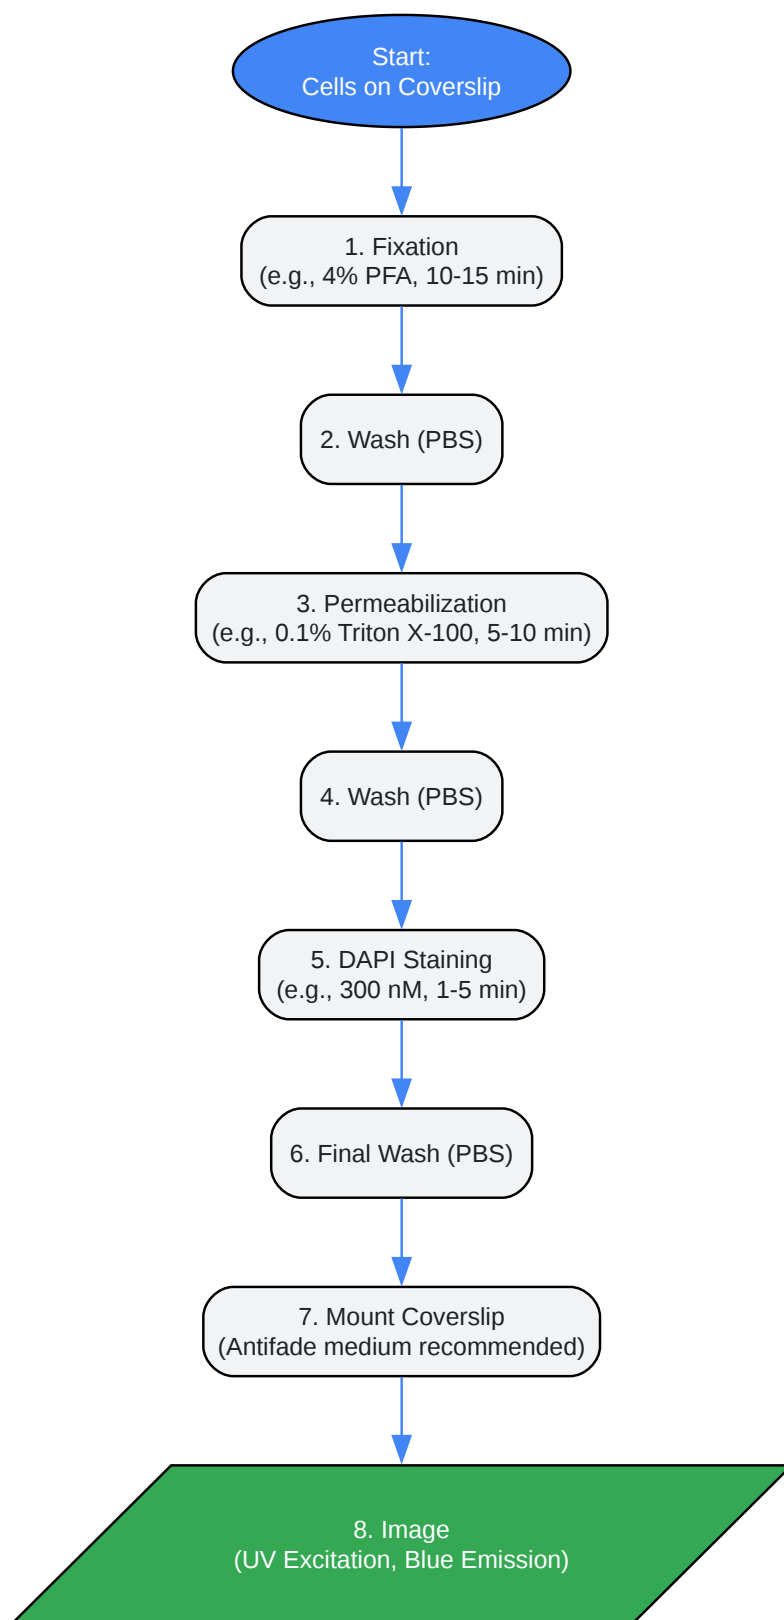 Start:
Cells on Coverslip
1. Fixation
(e.g., 4% PFA, 10-15 min)
2. Wash (PBS)
3. Permeabilization
(e.g., 0.1% Triton X-100, 5-10 min)
4. Wash (PBS)
5. DAPI Staining
(e.g., 300 nM, 1-5 min)
6. Final Wash (PBS)
7. Mount Coverslip
(Antifade medium recommended)
8. Image
(UV Excitation, Blue Emission)